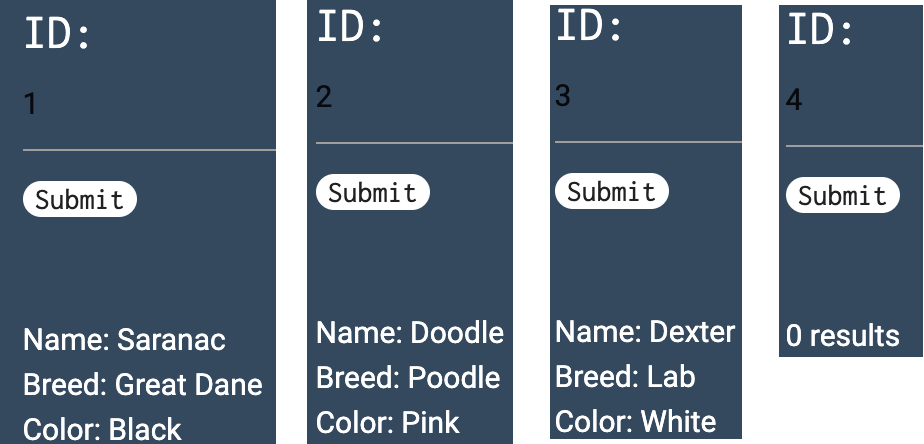 ID:
1
Submit
Name: Saranac
Breed: Great Dane
Color: Black
ID:
2
Submit
Name: Doodle
Breed: Poodle
Color: Pink
ID:
3
Submit
Name: Dexter
Breed: Lab
Color: White
ID:
4
Submit
0 results